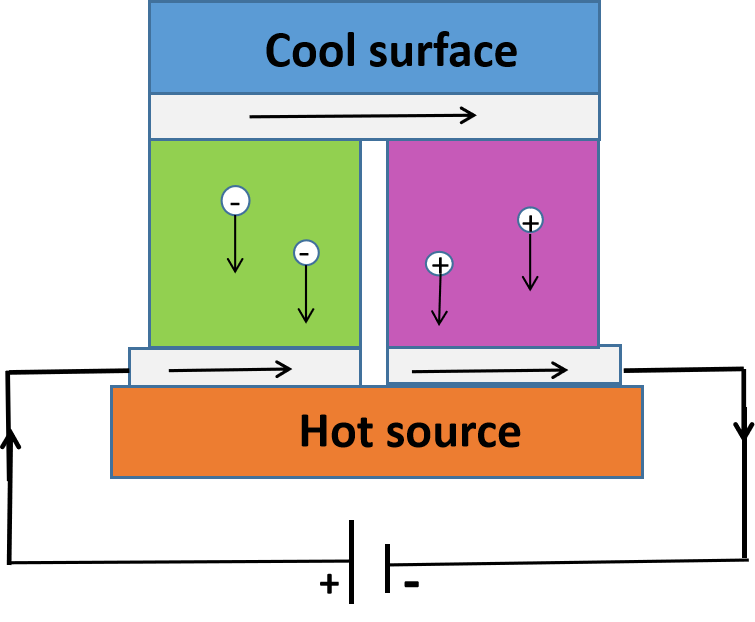 Cool surface
-
+
-
+
Hot source
+ -